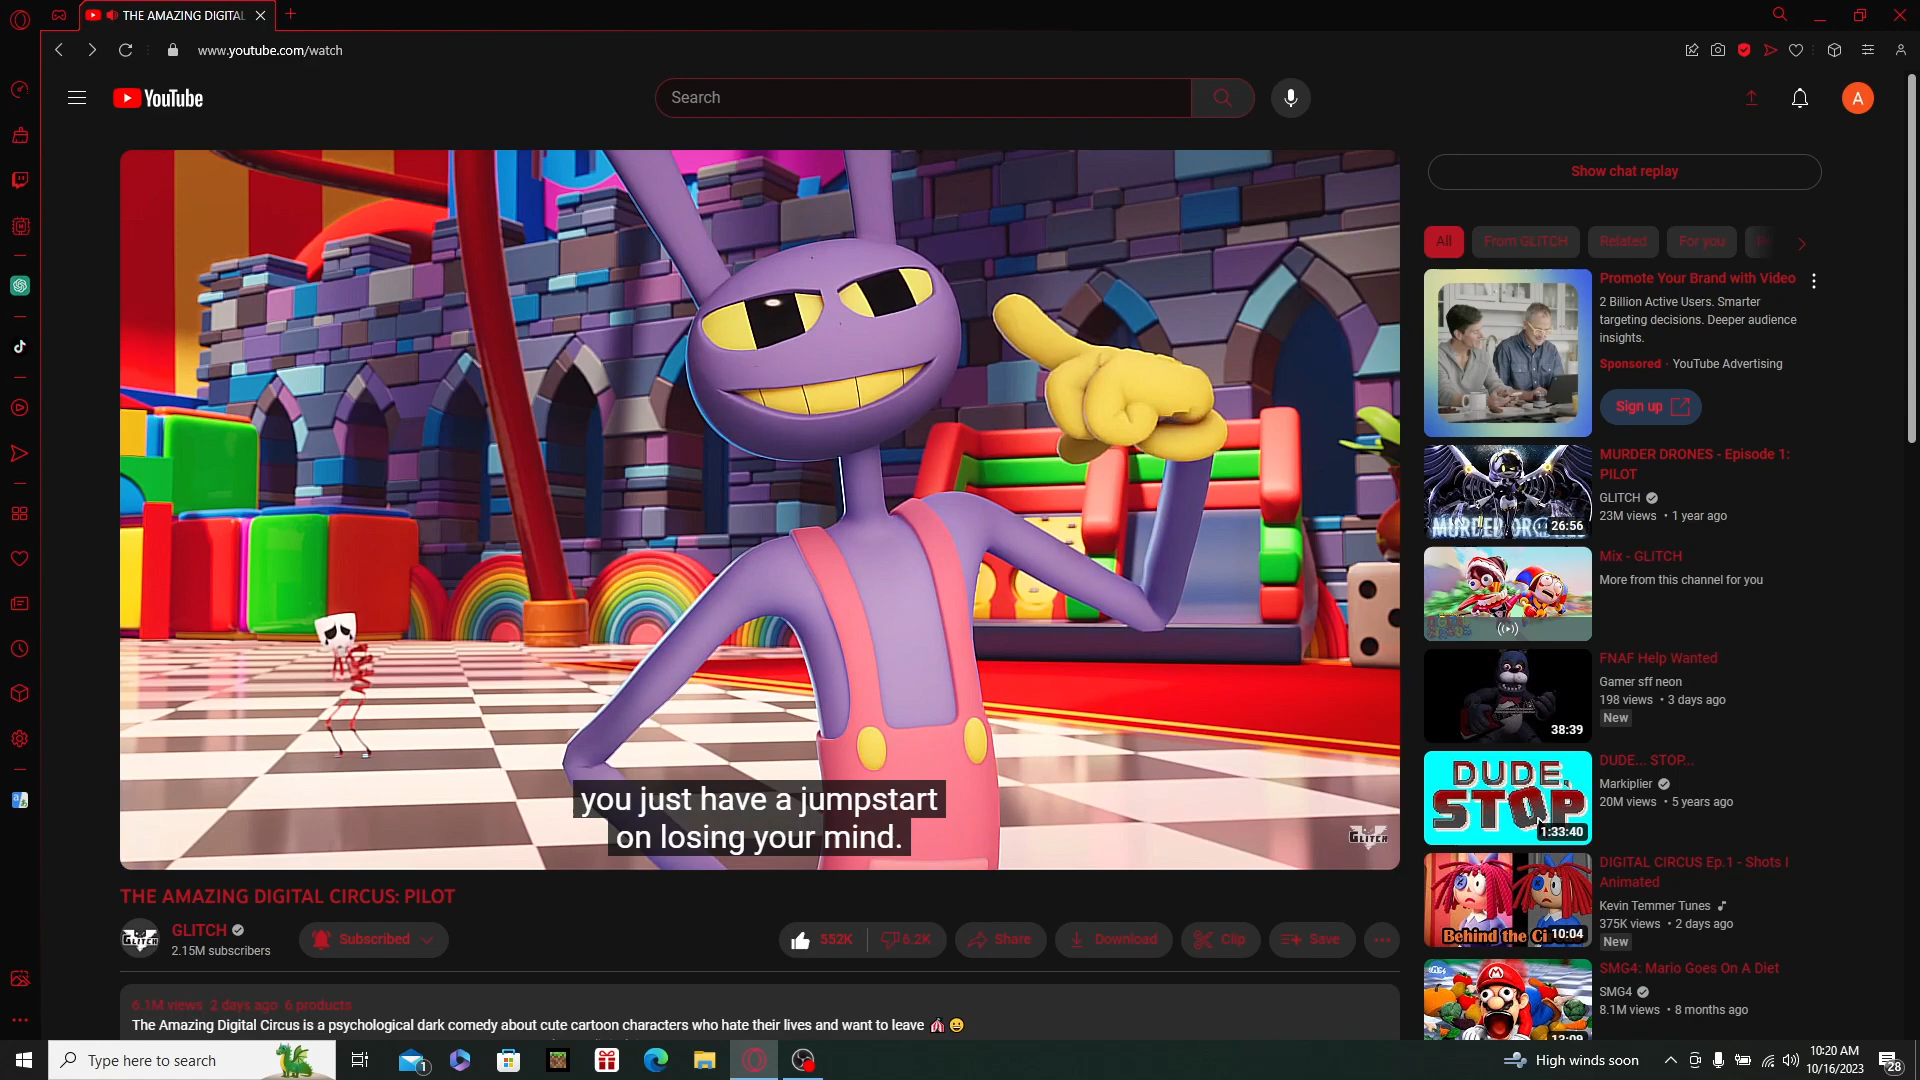 THE AMAZING DIGITAL
www.youtube.com/watch
YouTube
Search
A
Show chat replay
All
From GLITCH
Related
For you
Promote Your Brand with Video
2 Billion Active Users. Smarter
targeting decisions. Deeper audience
insights.
Sponsored · YouTube Advertising
Sign up
MURDER DRONES - Episode 1:
PILOT
GLITCH
23M views • 1 year ago
26:56
Mix - GLITCH
More from this channel for you
FNAF Help Wanted
Gamer sff neon
198 views • 3 days ago
New
38:39
DUDE,
STOP
1:33:40
DUDE... STOP...
Markiplier
20M views • 5 years ago
Behind the Ci
10:04
DIGITAL CIRCUS Ep.1 - Shots I
Animated
Kevin Temmer Tunes
375K views • 2 days ago
New
SMG4: Mario Goes On A Diet
SMG4
8.1M views • 8 months ago
you just have a jumpstart
on losing your mind.
GLITCH
THE AMAZING DIGITAL CIRCUS: PILOT
GLITCH
2.15M subscribers
Subscribed
552K
6.2K
Share
Download
Clip
Save
6.1M views 2 days ago 6 products
The Amazing Digital Circus is a psychological dark comedy about cute cartoon characters who hate their lives and want to leave
Type here to search
1
High winds soon
10:20 AM
10/16/2023
28